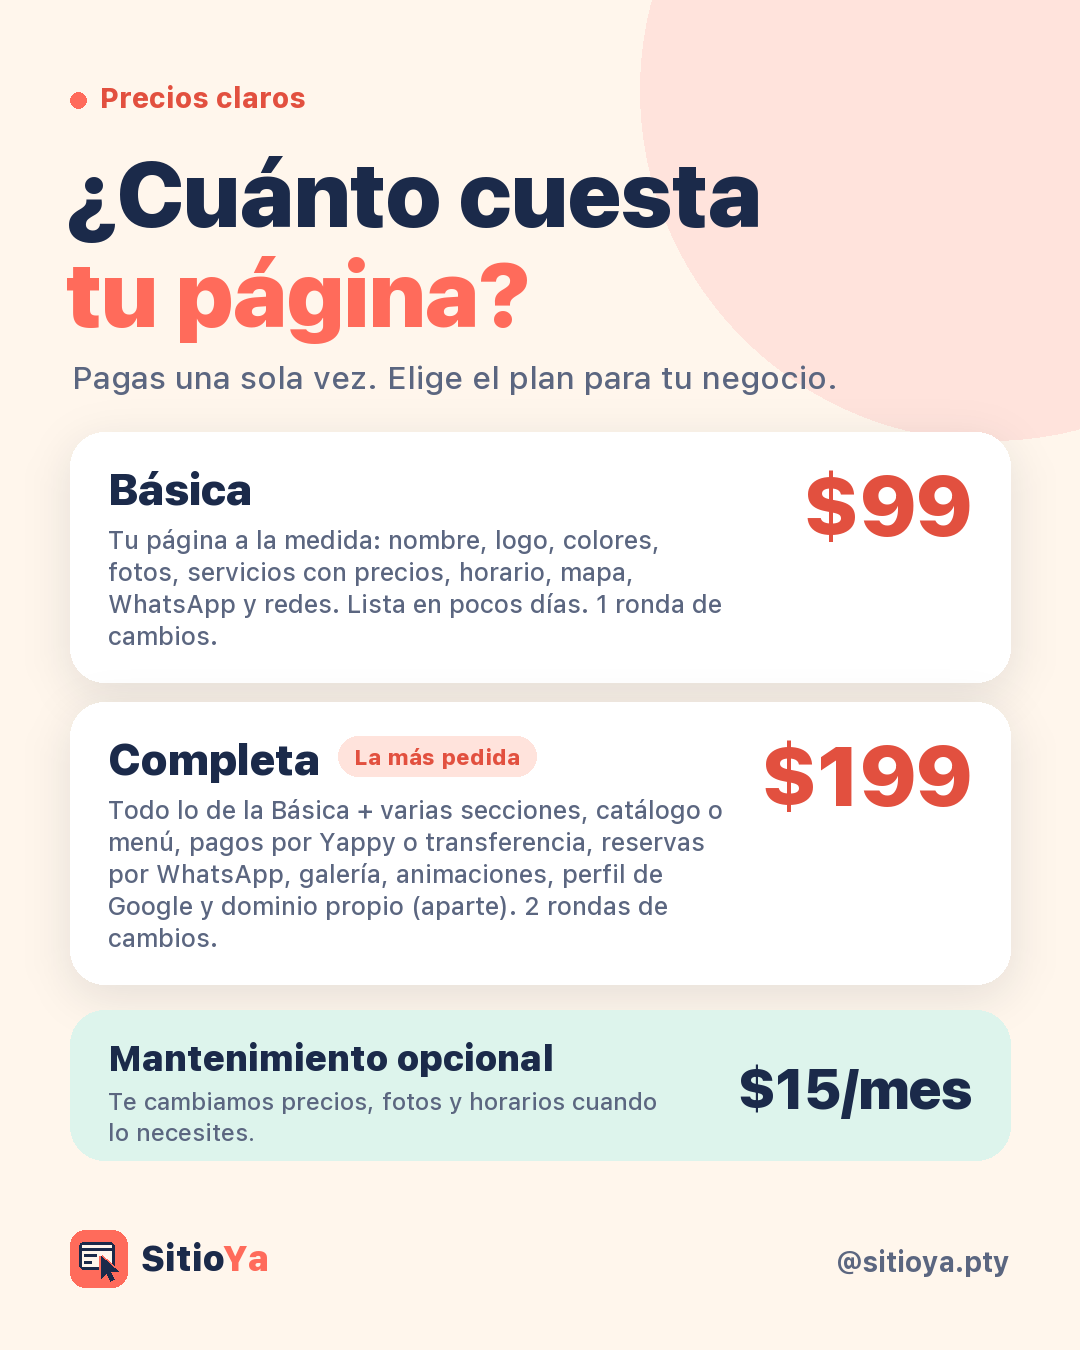 Precios claros
¿Cuánto cuesta
tu página?
Pagas una sola vez. Elige el plan para tu negocio.
Básica
$99
Tu página a la medida: nombre, logo, colores,
fotos, servicios con precios, horario, mapa,
WhatsApp y redes. Lista en pocos días. 1 ronda de
cambios.
Completa
La más pedida
$199
Todo lo de la Básica + varias secciones, catálogo o
menú, pagos por Yappy o transferencia, reservas
por WhatsApp, galería, animaciones, perfil de
Google y dominio propio (aparte). 2 rondas de
cambios.
Mantenimiento opcional
$15/mes
Te cambiamos precios, fotos y horarios cuando
lo necesites.
SitioYa
@sitioya.pty